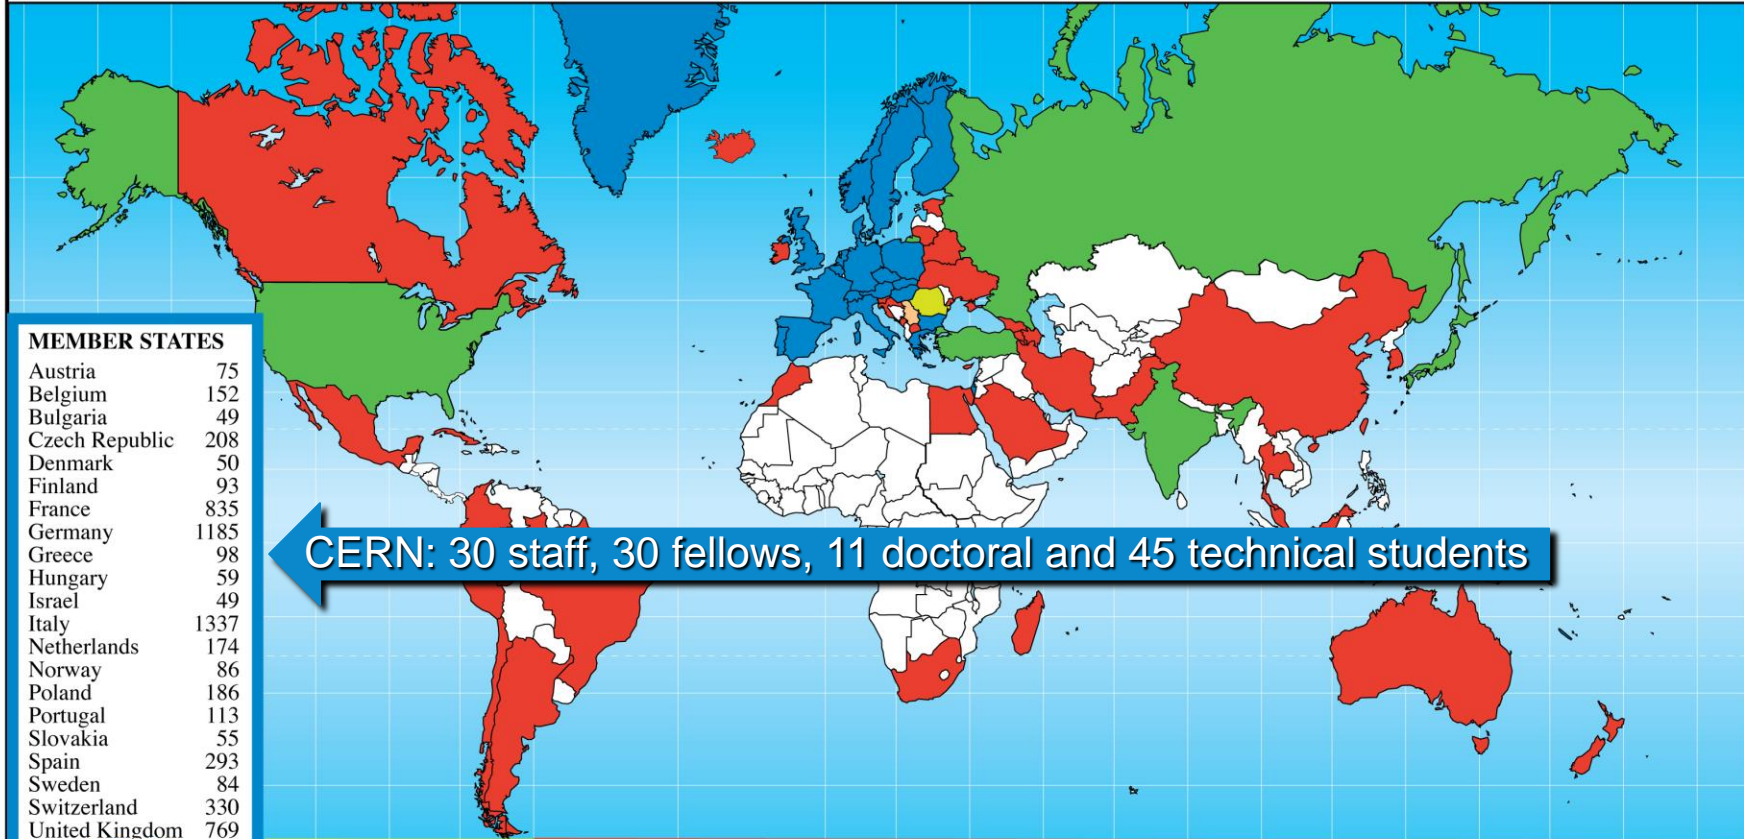 MEMBER STATES
Austria 75
Belgium 152
Bulgaria 49
Czech Republic 208
Denmark 50
Finland 93
France 835
Germany 1185
Greece 98
Hungary 59
Israel 49
Italy 1337
Netherlands 174
Norway 86
Poland 186
Portugal 113
Slovakia 55
Spain 293
Sweden 84
Switzerland 330
United Kingdom 769
CERN: 30 staff, 30 fellows, 11 doctoral and 45 technical students